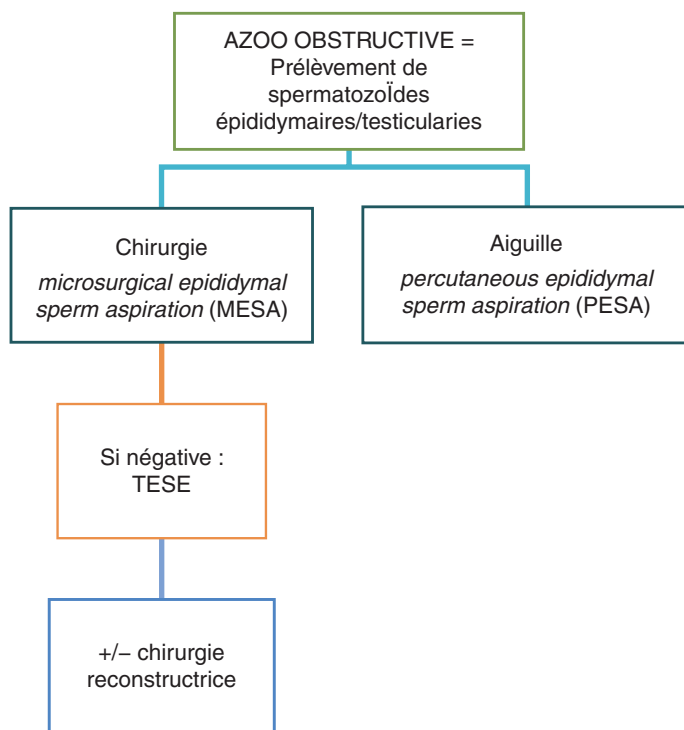 AZOO OBSTRUCTIVE =
Prélèvement de
spermatozoÏdes
épididymaires/testicularies
Chirurgie
microsurgical epididymal
sperm aspiration (MESA)
Aiguille
percutaneous epididymal
sperm aspiration (PESA)
Si négative :
TESE
+/− chirurgie
reconstructrice